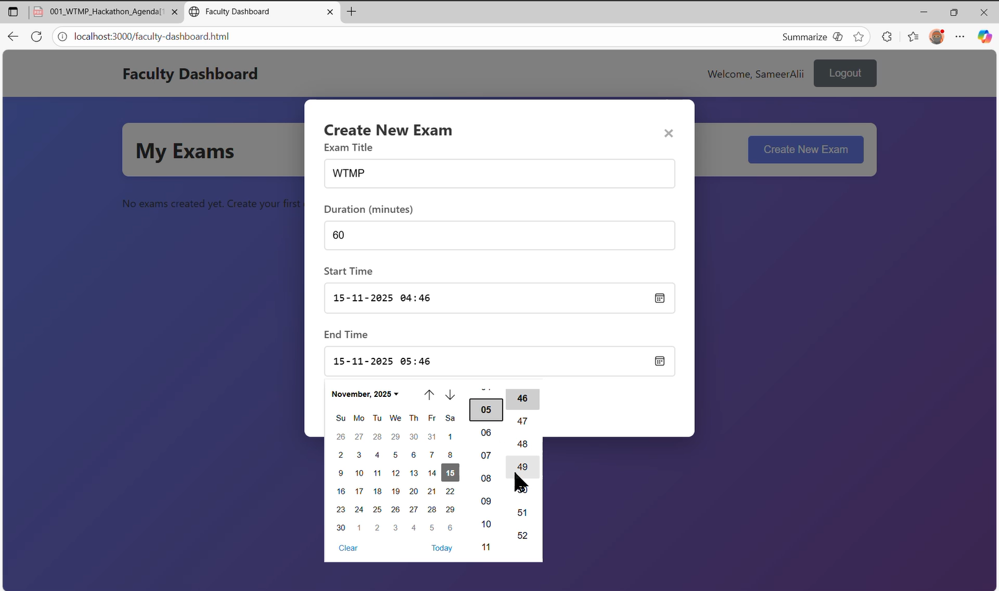 001_WTMP_Hackathon_Agenda[1
Faculty Dashboard
localhost:3000/faculty-dashboard.html
Summarize
Faculty Dashboard
Welcome, SameerAlii
Logout
My Exams
Create New Exam
No exams created yet. Create your first
Create New Exam
Exam Title
WTMP
Duration (minutes)
60
Start Time
15-11-2025 04:46
End Time
15-11-2025 05:46
November, 2025
Su Mo Tu We Th Fr Sa
26 27 28 29 30 31 1
2 3 4 5 6 7 8
9 10 11 12 13 14 15
16 17 18 19 20 21 22
23 24 25 26 27 28 29
30 1 2 3 4 5 6
Clear Today
05
06
07
08
09
10
11
46
47
48
49
51
52